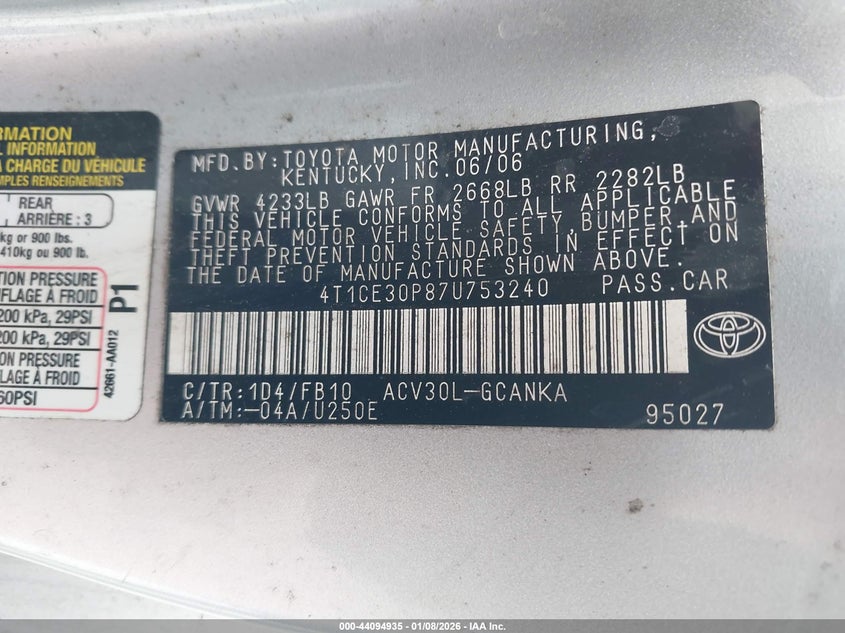 RMATION
L INFORMATION
A CHARGE DU VÉHICULE
MPLES RENSEIGNEMENTS
REAR
ARRIÈRE : 3
kg or 900 lbs.
410kg ou 900 lb.
TION PRESSURE
NFLAGE À FROID
200 kPa, 29PSI
200 kPa, 29PSI
ION PRESSURE
LAGE À FROID
60PSI
P1
42661-AA012
MFD. BY: TOYOTA MOTOR MANUFACTURING,
KENTUCKY, INC. 06/06
GVWR 4233LB GAWR FR 2668LB RR 2282LB
THIS VEHICLE CONFORMS TO ALL APPLICABLE
FEDERAL MOTOR VEHICLE SAFETY, BUMPER, AND
THEFT PREVENTION STANDARDS IN EFFECT ON
THE DATE OF MANUFACTURE SHOWN ABOVE.
4T1CE30P87U753240 PASS.CAR
C/TR:1D4/FB10 ACV30L-GCANKA
A/TM:-04A/U250E 95027
000-44094935 - 01/08/2026 - IAA Inc.